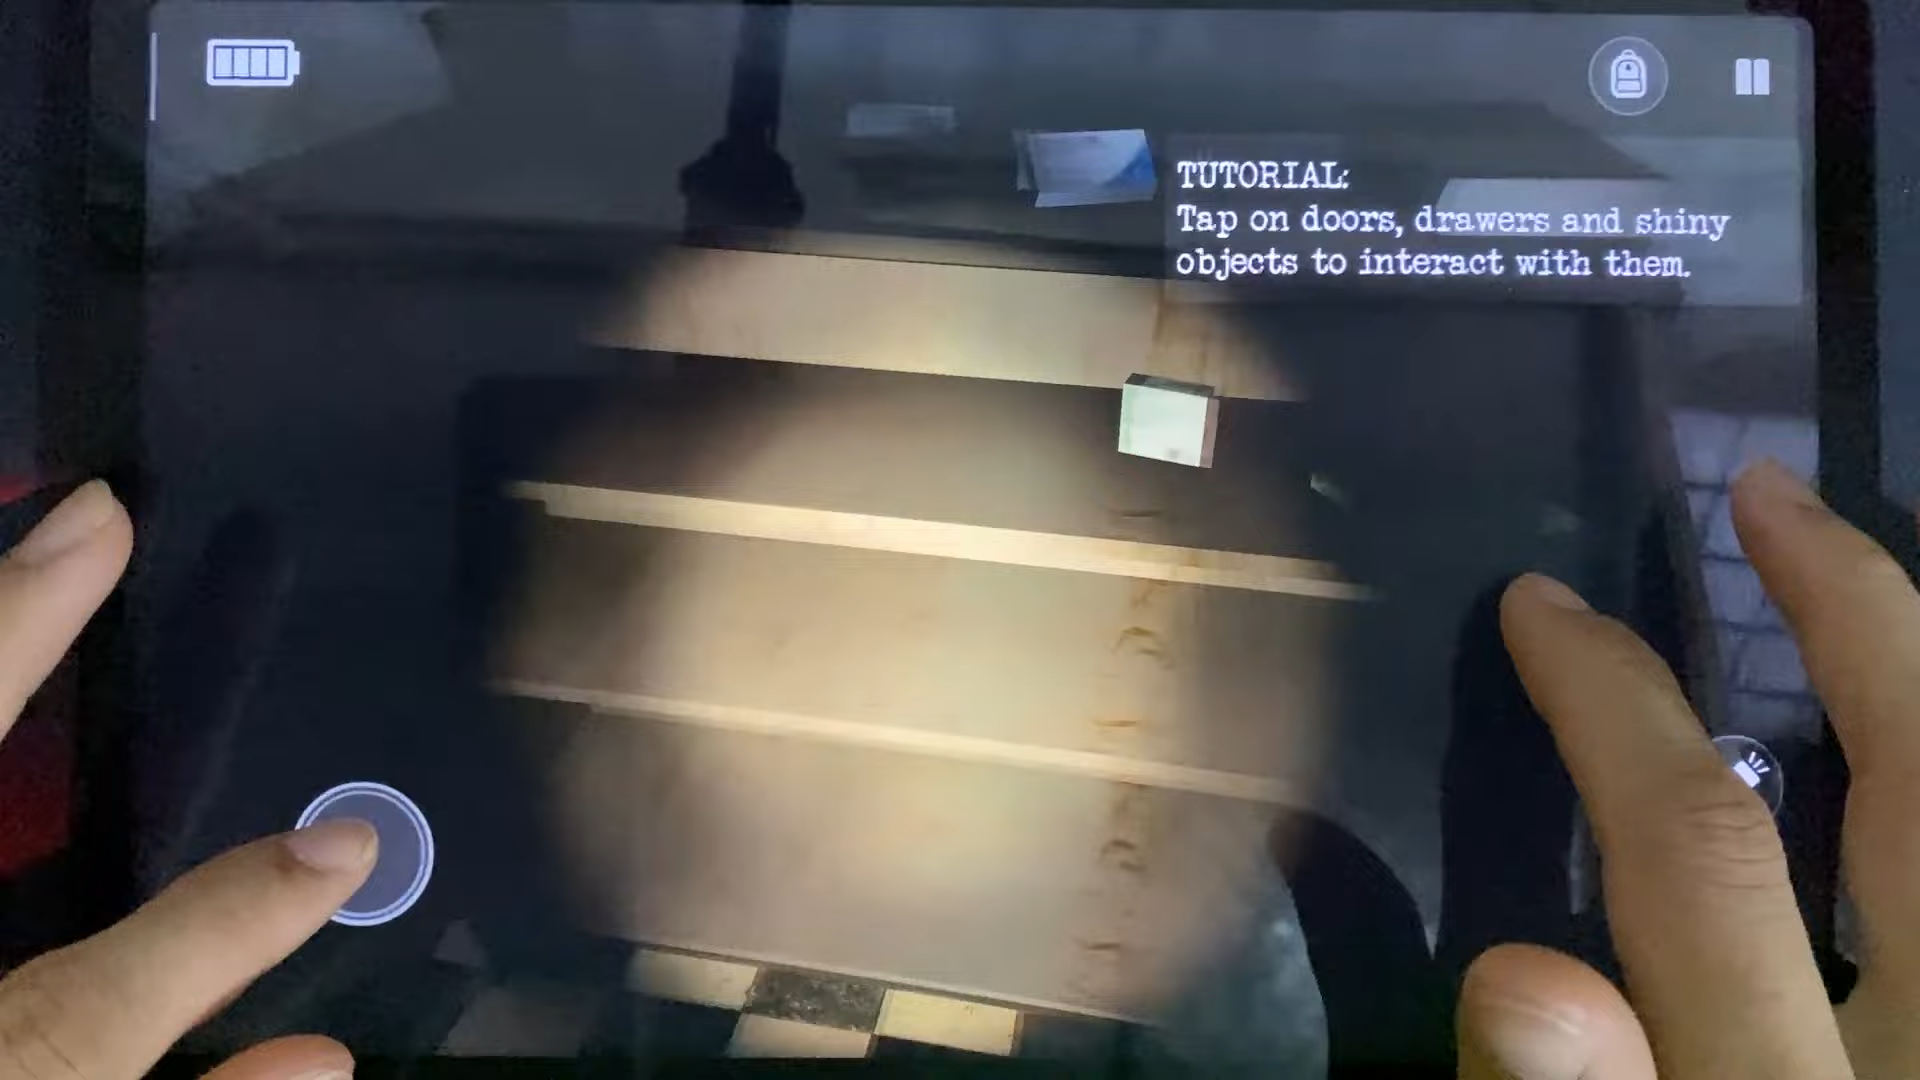 TUTORIAL:
Tap on doors, drawers and shiny
objects to interact with them.